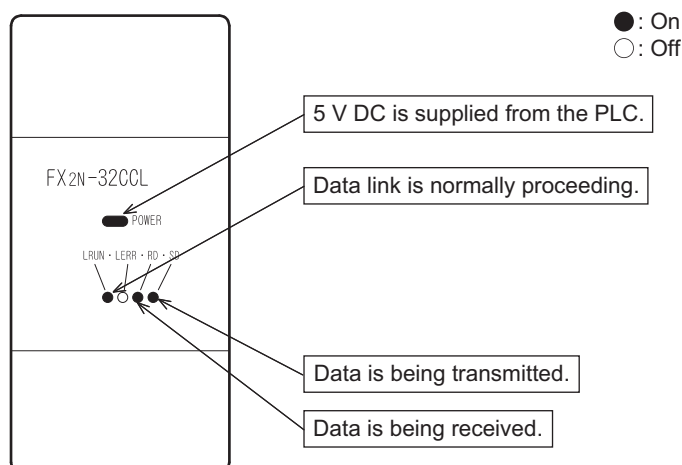 ●: On
○: Off
5 V DC is supplied from the PLC.
FX2N-32CCL
Data link is normally proceeding.
POWER
LRUN・LERR・RD・SD
Data is being transmitted.
Data is being received.